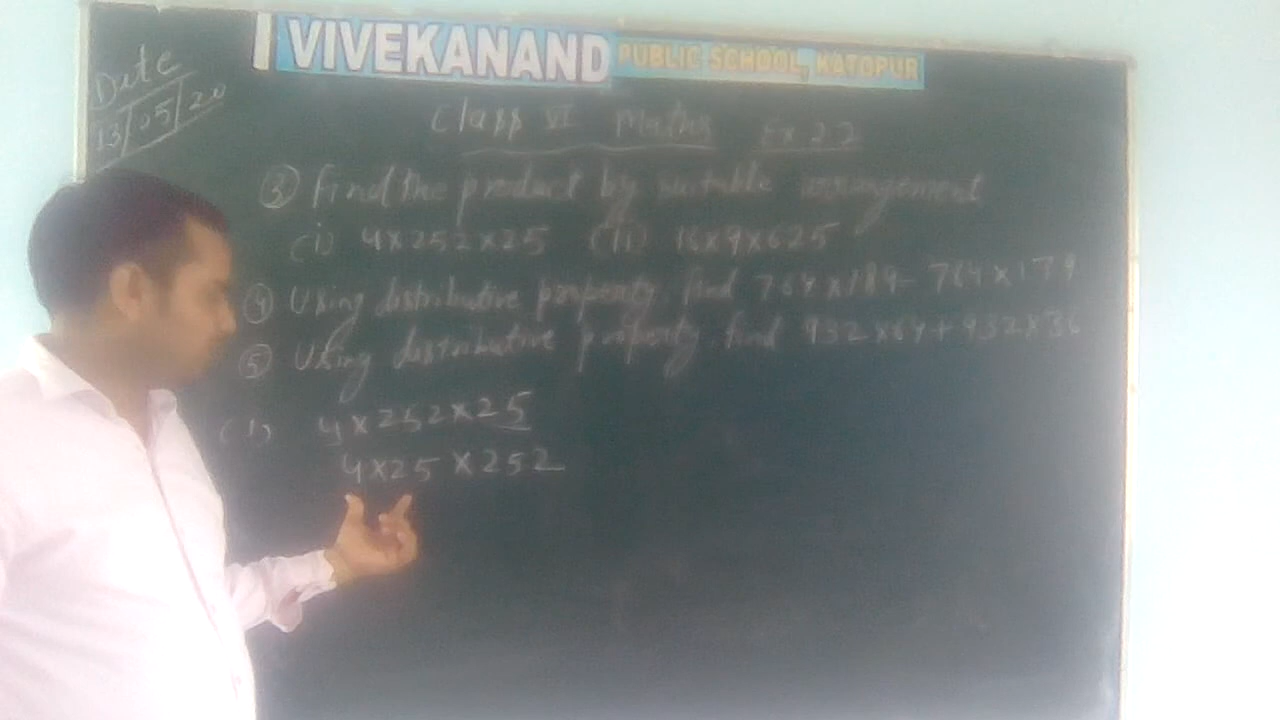 VIVEKANAND PUBLIC SCHOOL, KATOPUR
Date
13/05/20
Class VI Maths Ex 2.2
③ Find the product by suitable arrangement
(i) 4×252×25 (ii) 16×9×625
④ Using distributive property find 764×189- 764×179
⑤ Using distributive property find 932×64+932×36
(i) 4×252×25
4×25×252